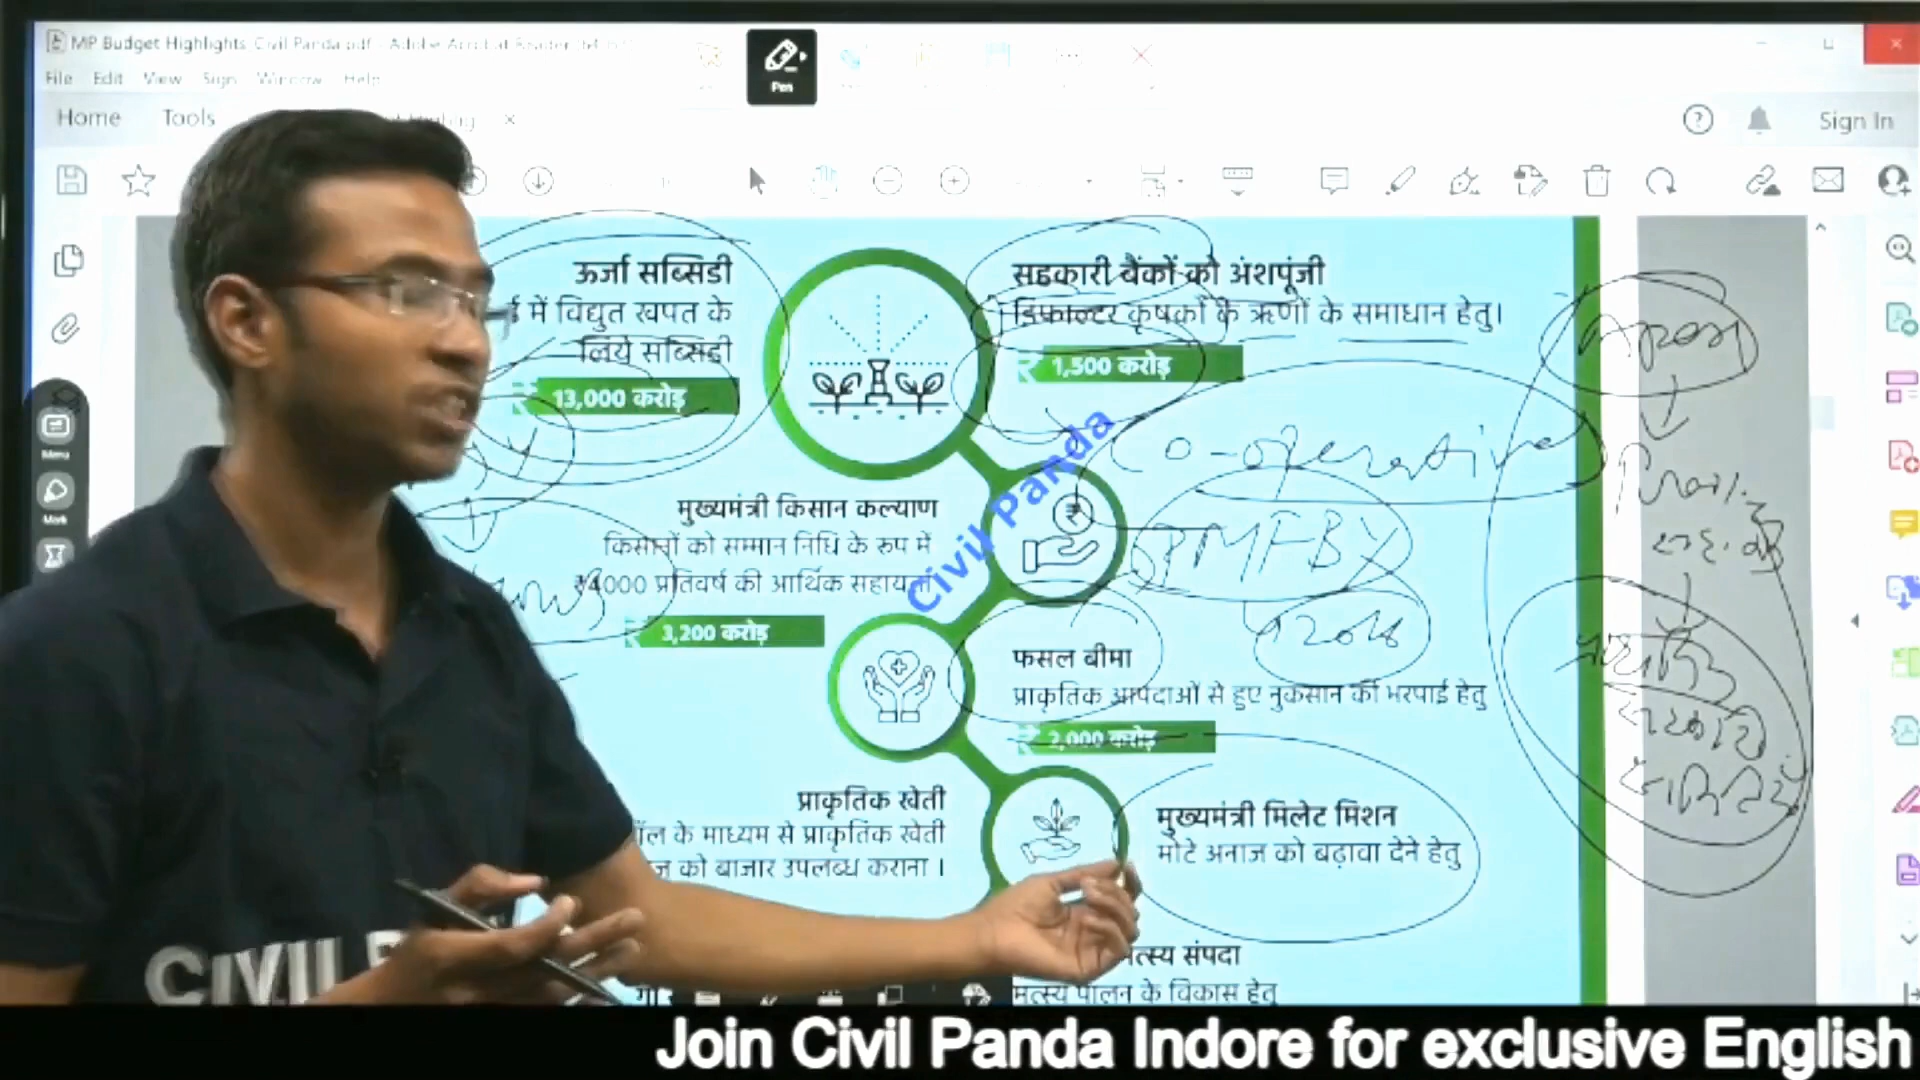 MP Budget Highlights Civil Panda.pdf - Adobe Acrobat Reader
File Edit View Sign Window Help
Pen
Home Tools
Sign In
Menu
Mark
ऊर्जा सब्सिडी
में विद्युत खपत के
लिये सब्सिडी
₹ 13,000 करोड़
सहकारी बैंकों को अंशपूंजी
डिफाल्टर कृषकों के ऋणों के समाधान हेतु।
₹ 1,500 करोड़
Co-operative
मुख्यमंत्री किसान कल्याण
किसानों को सम्मान निधि के रुप में
₹4000 प्रतिवर्ष की आर्थिक सहायता
₹ 3,200 करोड़
Civil Panda
PMFBY
2016
फसल बीमा
प्राकृतिक आपदाओं से हुए नुकसान की भरपाई हेतु
₹ 2,000 करोड़
प्राकृतिक खेती
के माध्यम से प्राकृतिक खेती
को बाजार उपलब्ध कराना ।
मुख्यमंत्री मिलेट मिशन
मोटे अनाज को बढ़ावा देने हेतु
मत्स्य संपदा
मत्स्य पालन के विकास हेतु
CIVIL P
Join Civil Panda Indore for exclusive English